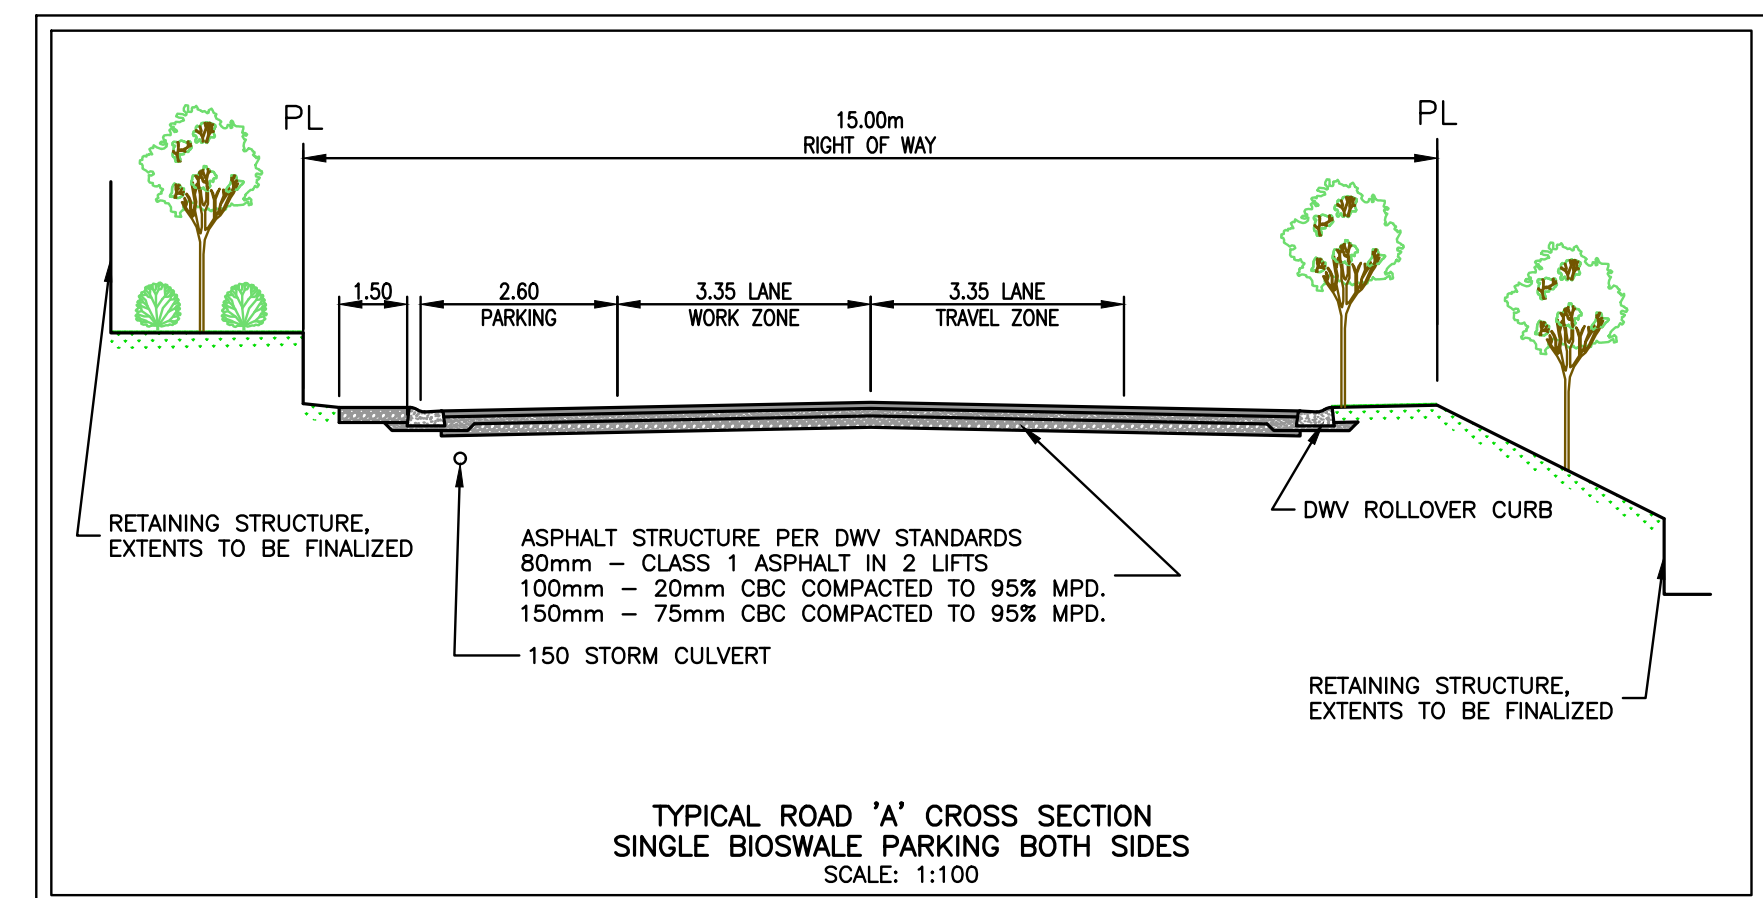 PL
15.00m
RIGHT OF WAY
PL
1.50
2.60
PARKING
3.35 LANE
WORK ZONE
3.35 LANE
TRAVEL ZONE
RETAINING STRUCTURE,
EXTENTS TO BE FINALIZED
ASPHALT STRUCTURE PER DWV STANDARDS
80mm – CLASS 1 ASPHALT IN 2 LIFTS
100mm – 20mm CBC COMPACTED TO 95% MPD.
150mm – 75mm CBC COMPACTED TO 95% MPD.
150 STORM CULVERT
DWV ROLLOVER CURB
RETAINING STRUCTURE,
EXTENTS TO BE FINALIZED
TYPICAL ROAD 'A' CROSS SECTION
SINGLE BIOSWALE PARKING BOTH SIDES
SCALE: 1:100